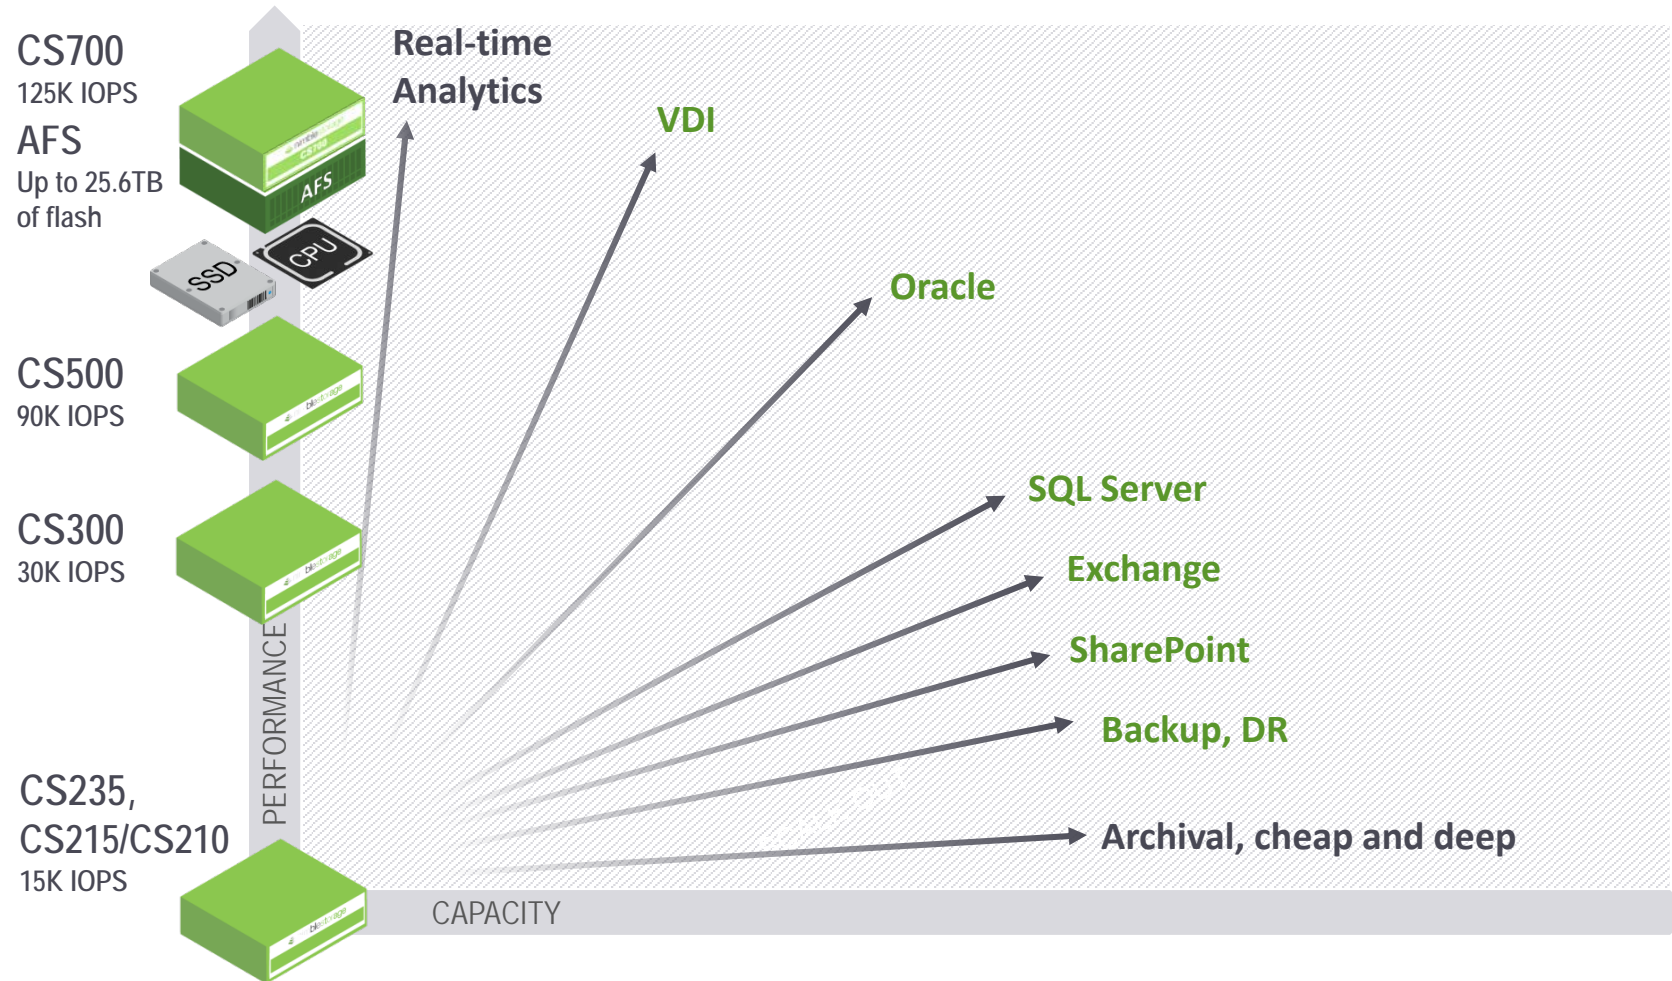 CS700
125K IOPS
AFS
Up to 25.6TB
of flash
nimblestorage
CS700
AFS
SSD
CPU
CS500
90K IOPS
CS300
30K IOPS
PERFORMANCE
CS235,
CS215/CS210
15K IOPS
CAPACITY
Real-time
Analytics
VDI
Oracle
SQL Server
Exchange
SharePoint
Backup, DR
Archival, cheap and deep